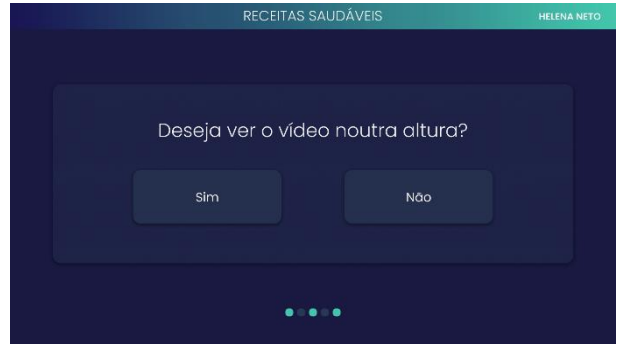 RECEITAS SAUDÁVEIS
HELENA NETO
Deseja ver o vídeo noutra altura?
Sim
Não